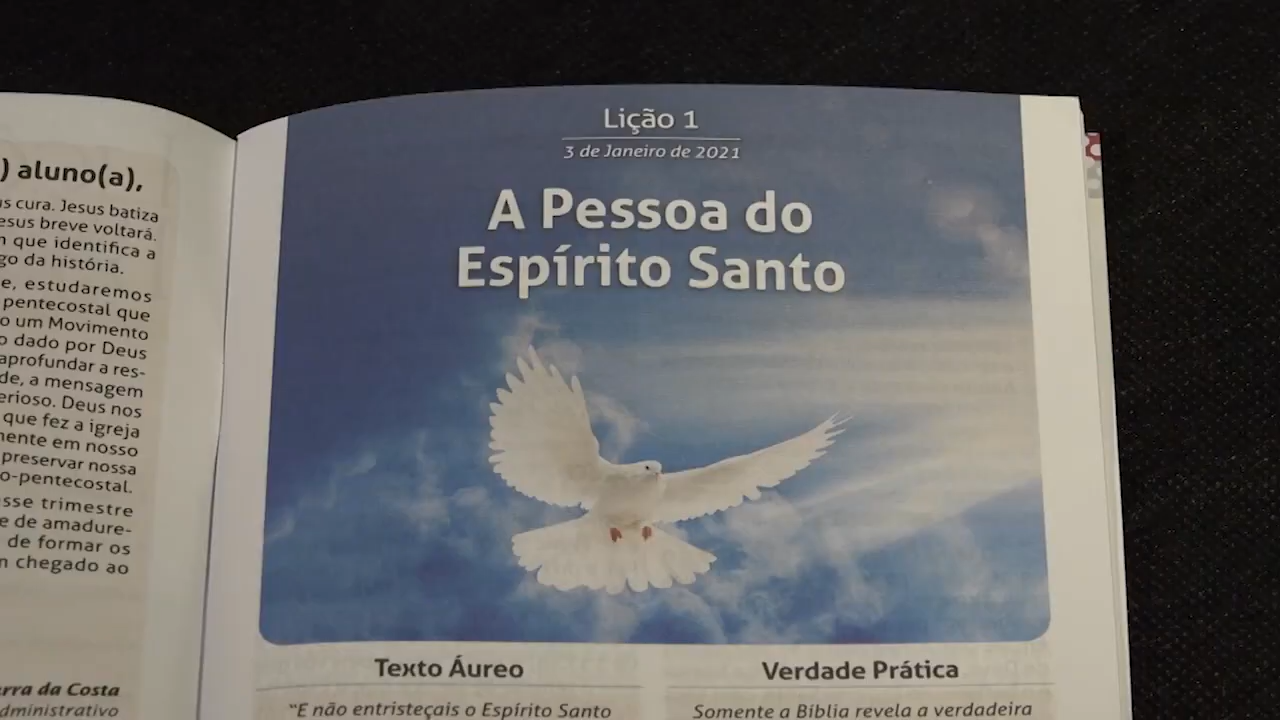 ) aluno(a),
us cura. Jesus batiza
esus breve voltará.
m que identifica a
go da história.
e, estudaremos
pentecostal que
o um Movimento
o dado por Deus
aprofundar a res-
de, a mensagem
erioso. Deus nos
que fez a igreja
mente em nosso
preservar nossa
o-pentecostal.
sse trimestre
e de amadure-
de formar os
m chegado ao
rra da Costa
dministrativo
Lição 1
3 de Janeiro de 2021
A Pessoa do
Espírito Santo
Texto Áureo
"E não entristeçais o Espírito Santo
Verdade Prática
Somente a Bíblia revela a verdadeira